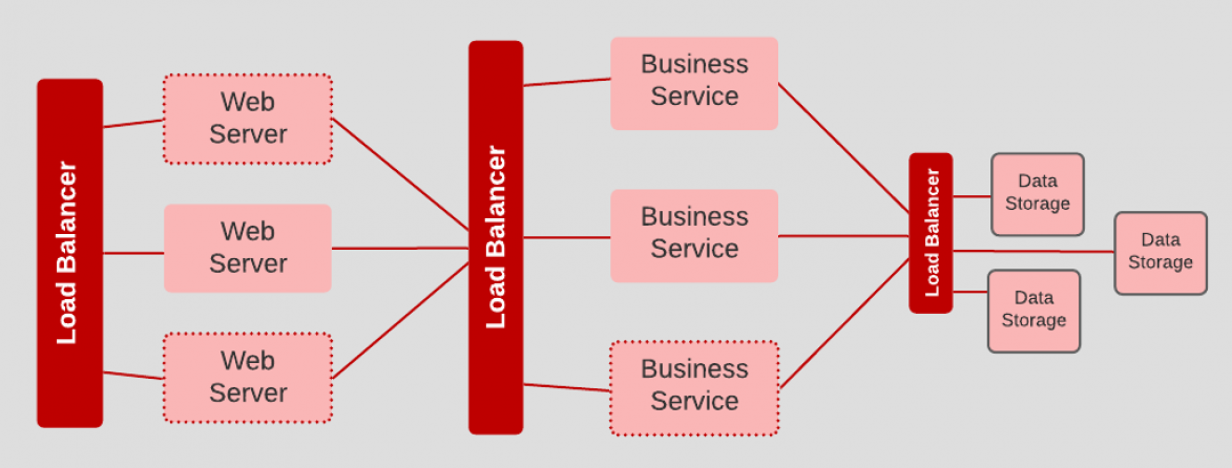 Load Balancer
Web
Server
Web
Server
Web
Server
Load Balancer
Business
Service
Business
Service
Business
Service
Load Balancer
Data
Storage
Data
Storage
Data
Storage